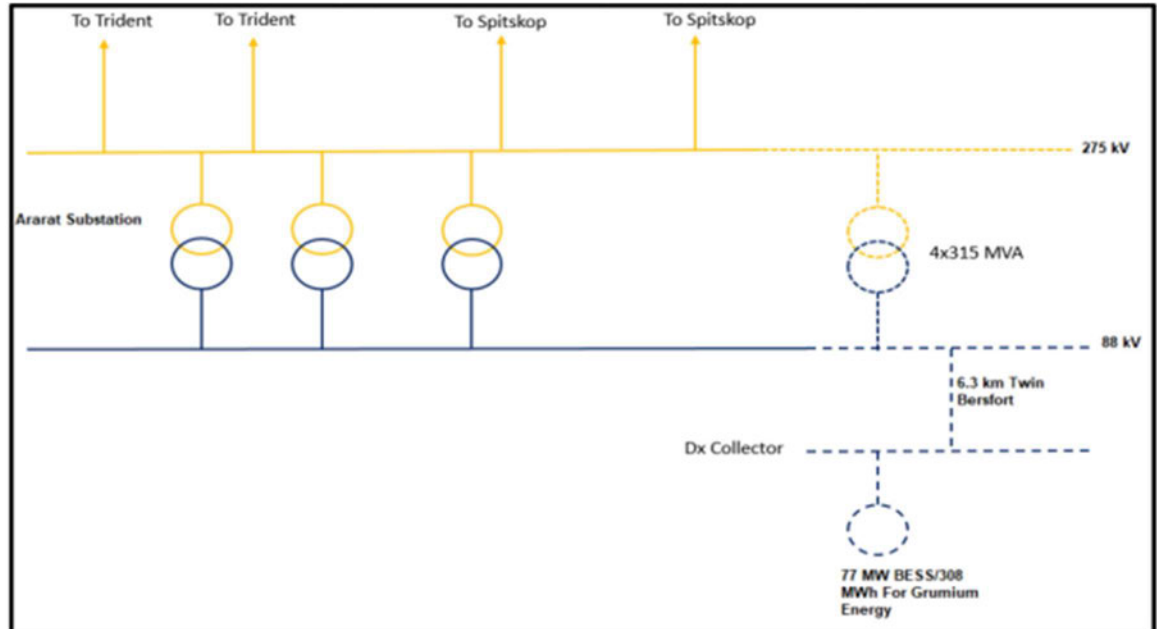 To Trident
To Trident
To Spitskop
To Spitskop
275 kV
Ararat Substation
4x315 MVA
88 kV
6.3 km Twin
Bersfort
Dx Collector
77 MW BESS/308
MWh For Grumium
Energy